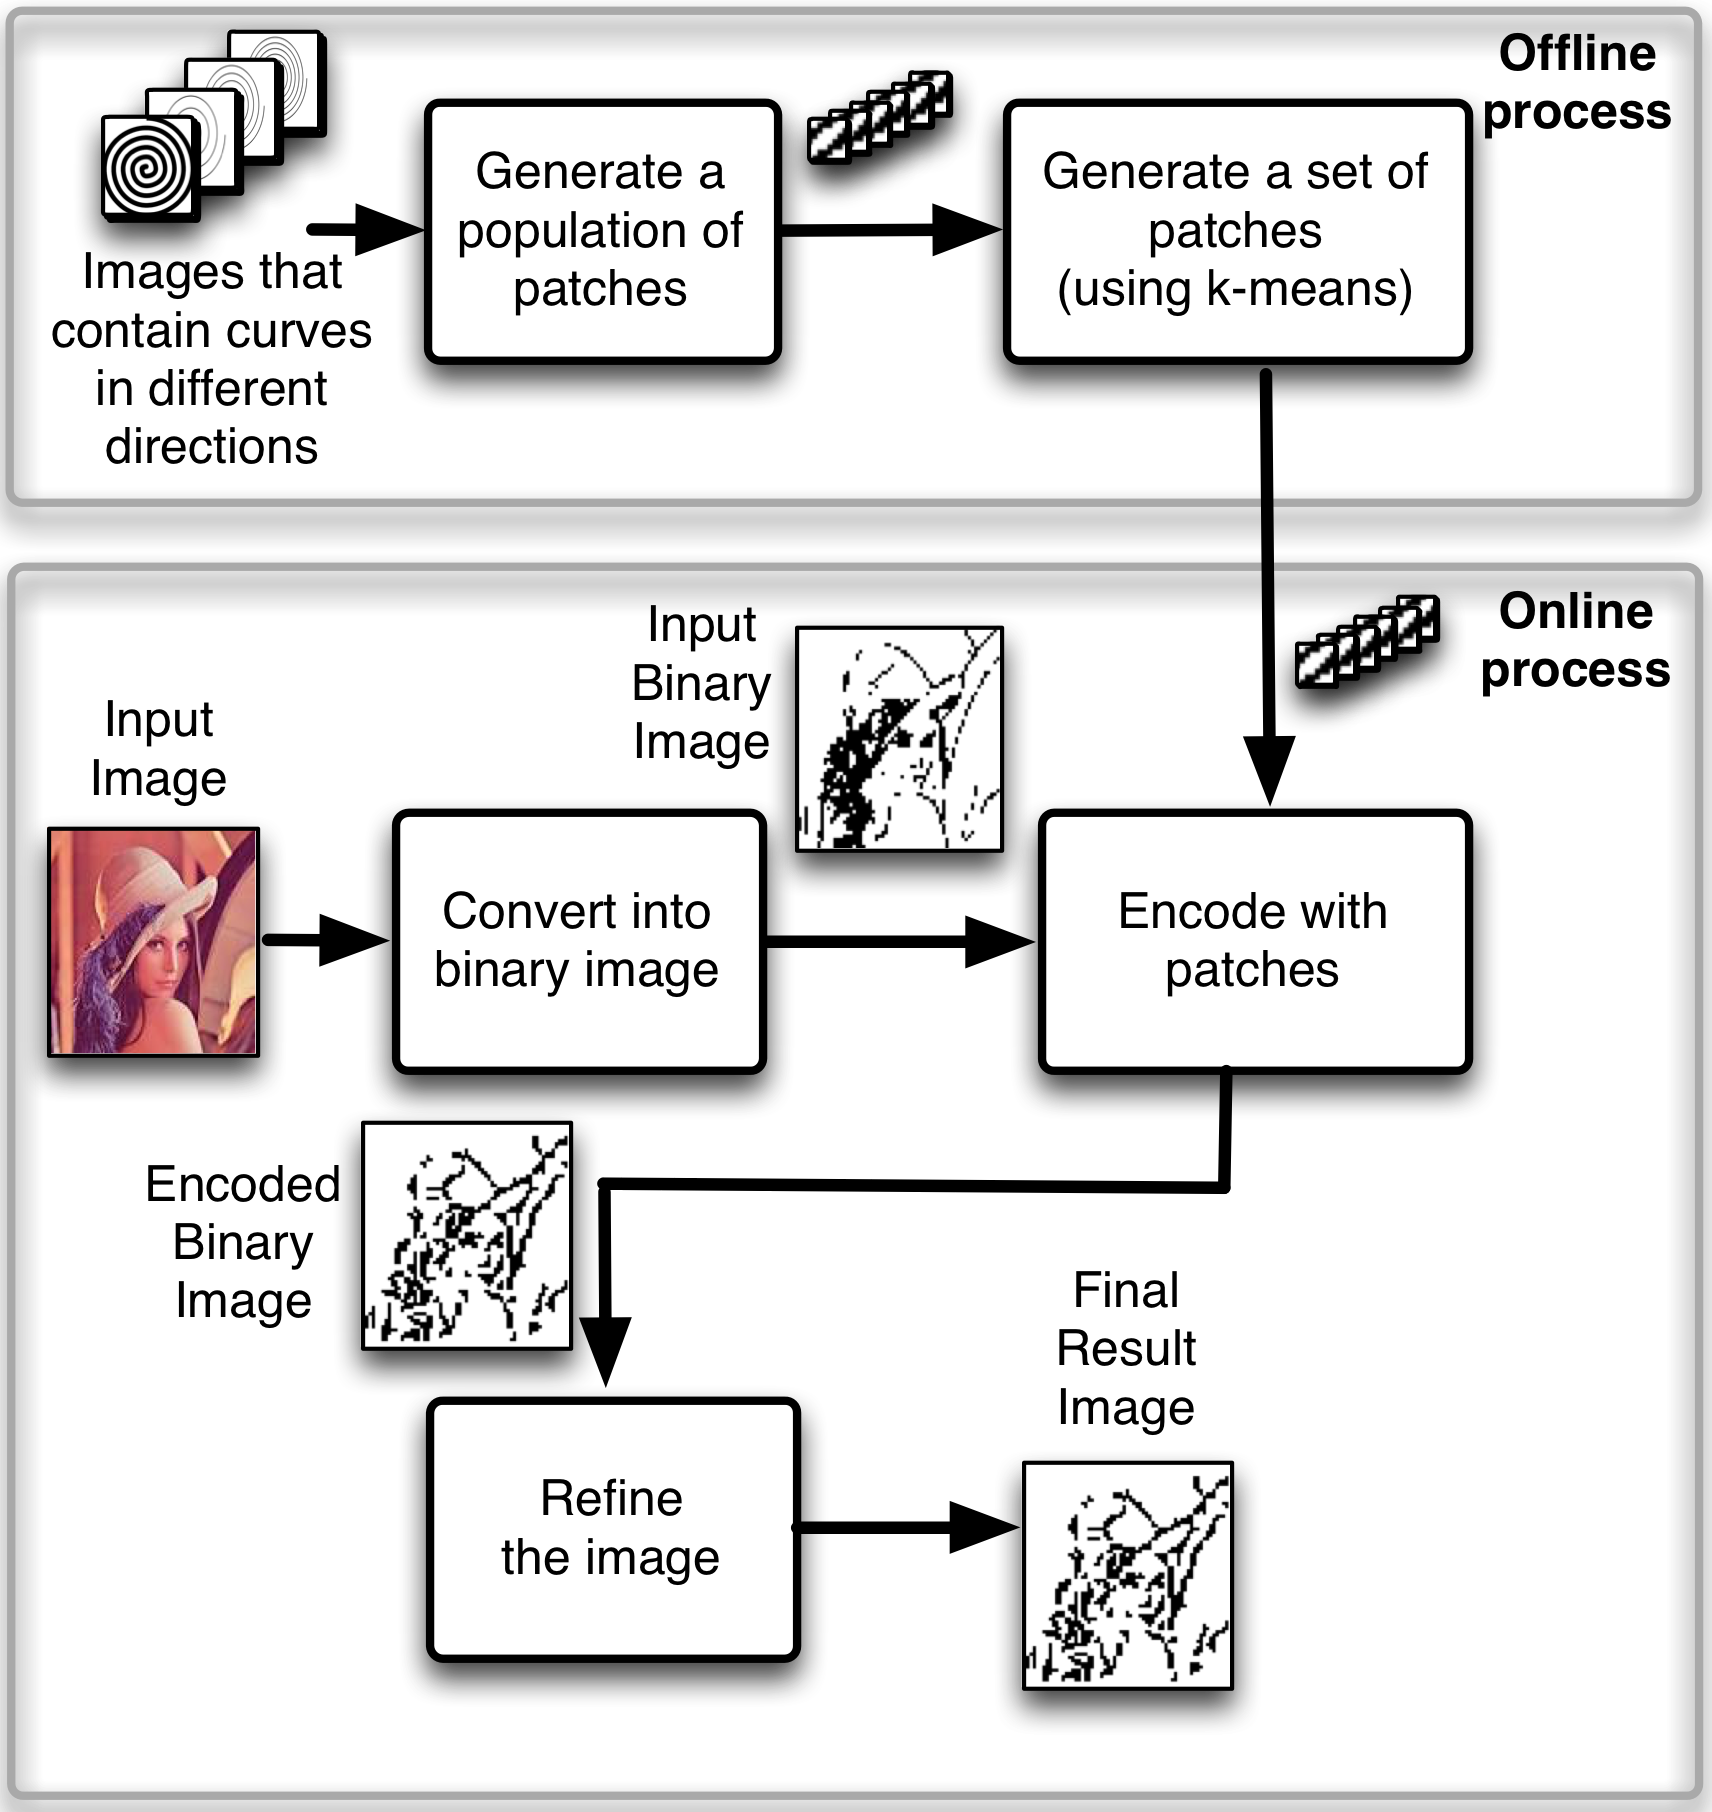 Offline
process
Images that
contain curves
in different
directions
Generate a
population of
patches
Generate a set of
patches
(using k-means)
Online
process
Input
Image
Convert into
binary image
Input
Binary
Image
Encode with
patches
Encoded
Binary
Image
Refine
the image
Final
Result
Image